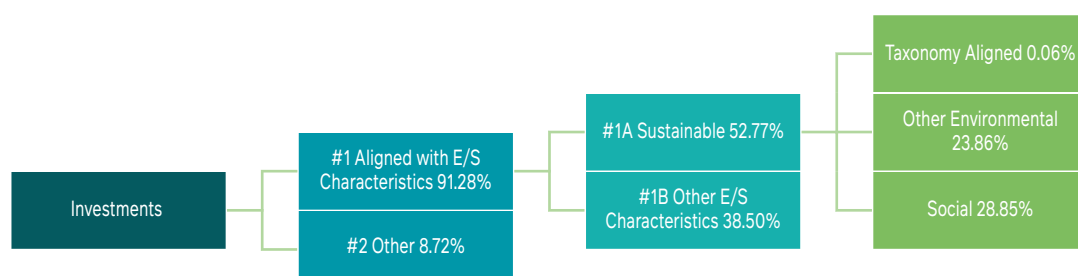 Investments
#1 Aligned with E/S
Characteristics 91.28%
#2 Other 8.72%
#1A Sustainable 52.77%
#1B Other E/S
Characteristics 38.50%
Taxonomy Aligned 0.06%
Other Environmental
23.86%
Social 28.85%